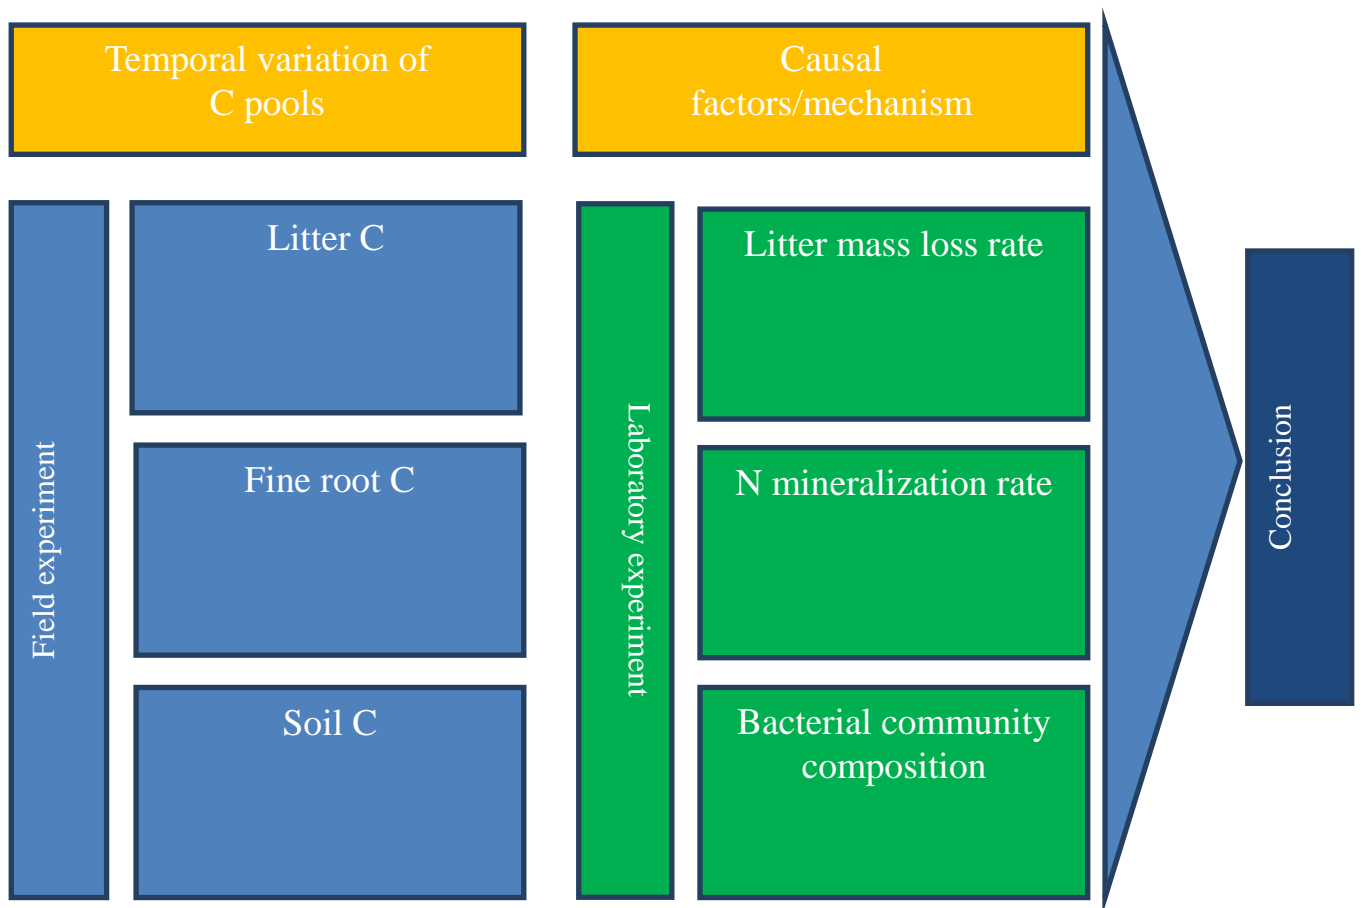 Temporal variation of
C pools
Causal
factors/mechanism
Field experiment
Litter C
Fine root C
Soil C
Laboratory experiment
Litter mass loss rate
N mineralization rate
Bacterial community
composition
Conclusion